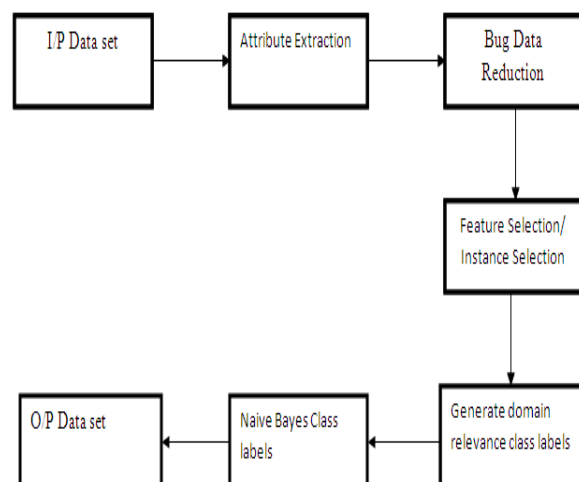 I/P Data set
Attribute Extraction
Bug Data
Reduction
Feature Selection/
Instance Selection
Generate domain
relevance class labels
Naive Bayes Class
labels
O/P Data set